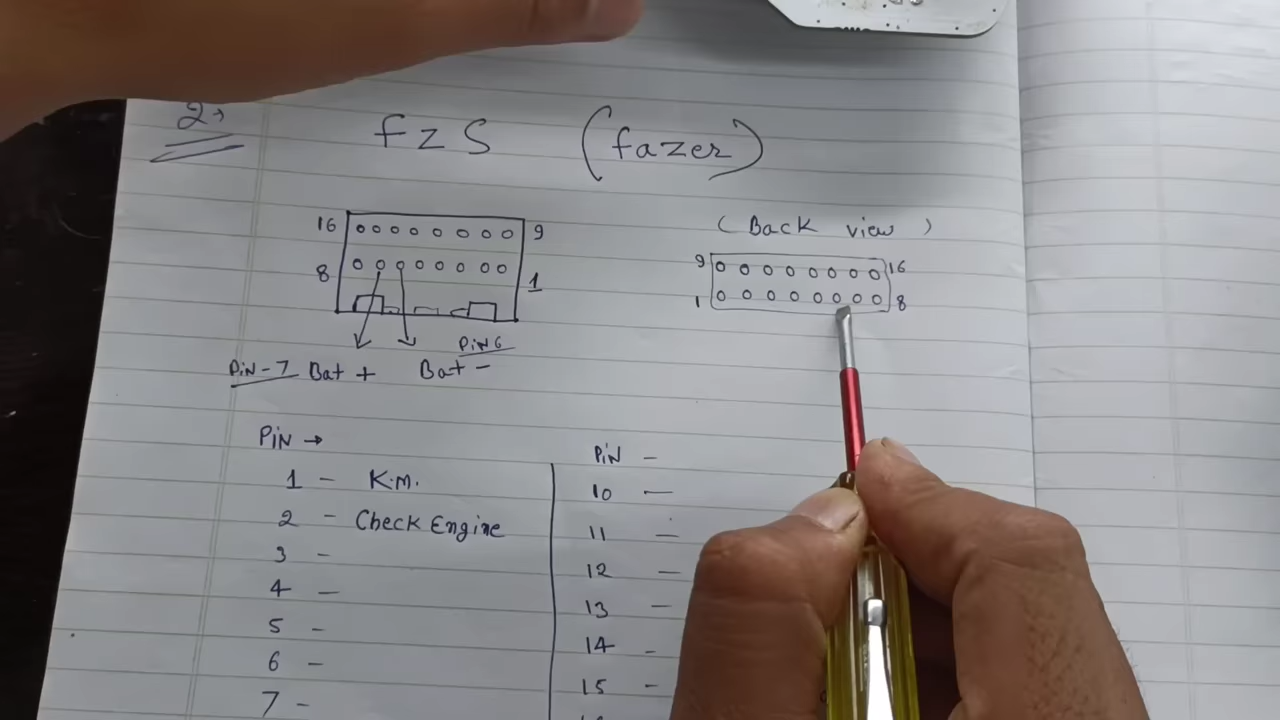 2→
FZS (fazer)
(Back view)
16 9
8 1
9 16
1 8
PiN-7 Bat +
PiN 6
Bat -
PiN →
1 - K.M.
2 - Check Engine
3 -
4 -
5 -
6 -
7 -
PiN -
10 -
11 -
12 -
13 -
14 -
15 -